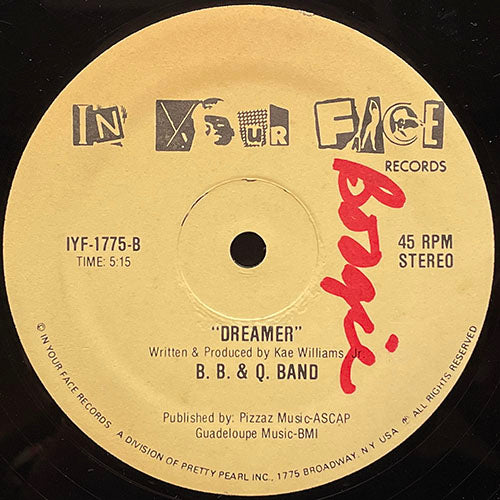 IN YOUR FACE
RECORDS
Boogie
IYF-1775-B
TIME: 5:15
45 RPM
STEREO
"DREAMER"
Written & Produced by Kae Williams, Jr.
B. B. & Q. BAND
Published by: Pizzaz Music-ASCAP
Guadeloupe Music-BMI
© IN YOUR FACE RECORDS
A DIVISION OF PRETTY PEARL INC., 1775 BROADWAY, N.Y. USA
℗ ALL RIGHTS RESERVED